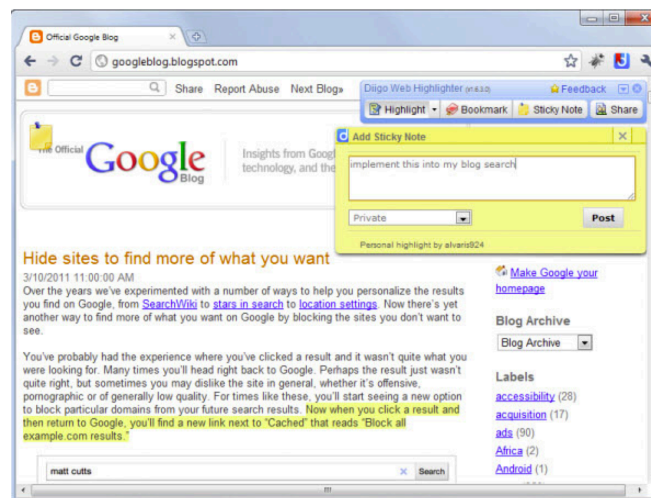 Official Google Blog
googleblog.blogspot.com
Share Report Abuse Next Blog»
Diigo Web Highlighter (v1.6.3.0) Feedback
Highlight Bookmark Sticky Note Share
Add Sticky Note
implement this into my blog search
Private
Post
Personal highlight by alvaris924
The Official Google Blog
Insights from Goog
technology, and the
Hide sites to find more of what you want
3/10/2011 11:00:00 AM
Over the years we've experimented with a number of ways to help you personalize the results
you find on Google, from SearchWiki to stars in search to location settings. Now there's yet
another way to find more of what you want on Google by blocking the sites you don't want to
see.
You've probably had the experience where you've clicked a result and it wasn't quite what you
were looking for. Many times you'll head right back to Google. Perhaps the result just wasn't
quite right, but sometimes you may dislike the site in general, whether it's offensive,
pornographic or of generally low quality. For times like these, you'll start seeing a new option
to block particular domains from your future search results. Now when you click a result and
then return to Google, you'll find a new link next to "Cached" that reads "Block all
example.com results."
matt cutts
Search
Make Google your
homepage
Blog Archive
Blog Archive
Labels
accessibility (28)
acquisition (17)
ads (90)
Africa (2)
Android (1)